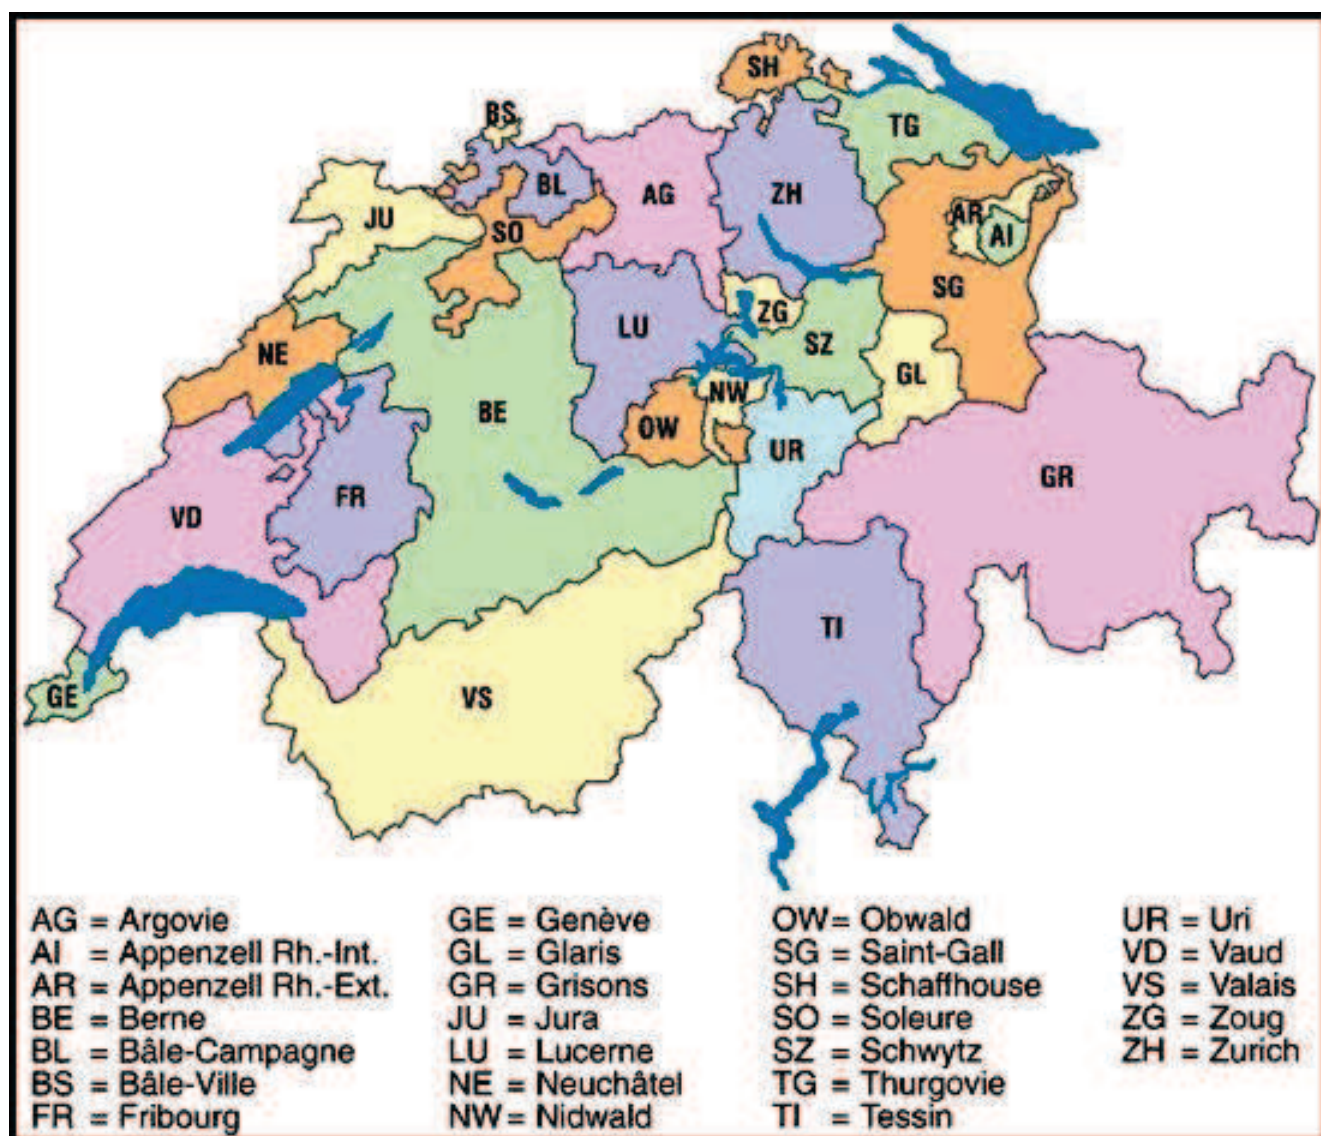 SH
BS
TG
BL
AG
ZH
JU
SO
AR
AI
SG
ZG
LU
SZ
NE
GL
NW
BE
OW
UR
GR
FR
VD
TI
GE
VS
AG = Argovie
AI = Appenzell Rh.-Int.
AR = Appenzell Rh.-Ext.
BE = Berne
BL = Bâle-Campagne
BS = Bâle-Ville
FR = Fribourg
GE = Genève
GL = Glaris
GR = Grisons
JU = Jura
LU = Lucerne
NE = Neuchâtel
NW = Nidwald
OW = Obwald
SG = Saint-Gall
SH = Schaffhouse
SO = Soleure
SZ = Schwytz
TG = Thurgovie
TI = Tessin
UR = Uri
VD = Vaud
VS = Valais
ZG = Zoug
ZH = Zurich